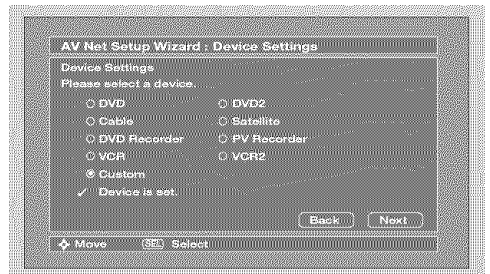 AV Net Setup Wizard : Device Settings
Device Settings
Please select a device.
DVD DVD2
Cable Satellite
DVD Recorder PV Recorder
VCR VCR2
Custom
Device is set.
Back Next
Move SEL Select